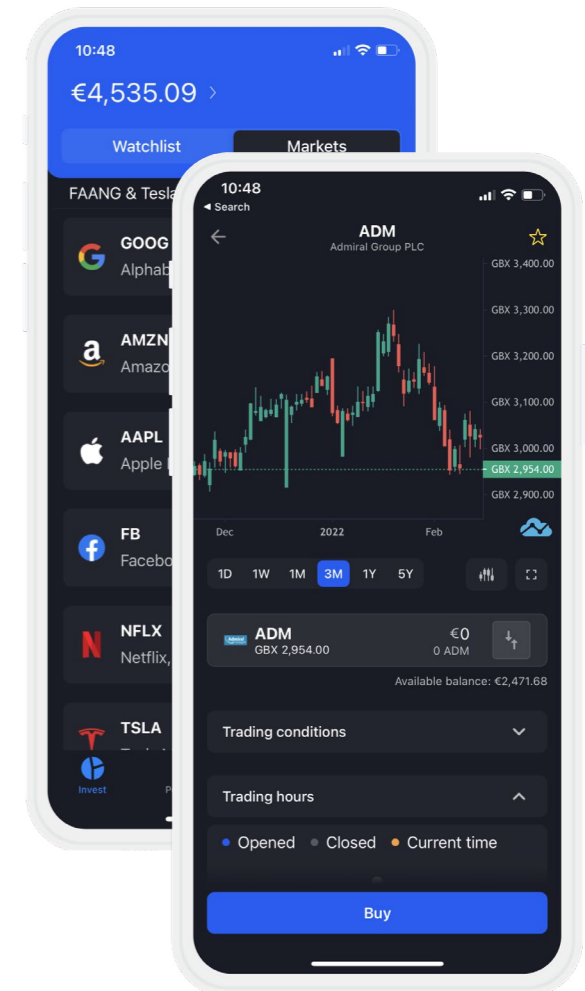 10:48
€4,535.09 >
Watchlist Markets
FAANG & Tesla
GOOG
AMZN
AAPL
Apple
FB
NFLX
Netflix,
TSLA
Invest
10:48
◄ Search
ADM
Admiral Group PLC
GBX 3,400.00
GBX 3,300.00
GBX 3,200.00
GBX 3,100.00
GBX 3,000.00
GBX 2,954.00
GBX 2,900.00
Dec 2022 Feb
1D 1W 1M 3M 1Y 5Y
ADM €0
GBX 2,954.00 0 ADM
Available balance: €2,471.68
Trading conditions
Trading hours
Opened Closed Current time
Buy